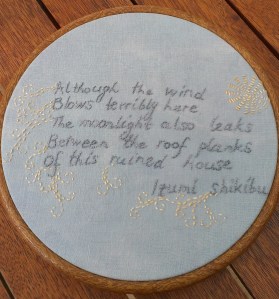 Although the wind
Blows terribly here
The moonlight also leaks
Between the roof planks
Of this ruined house
Izumi Shikibu